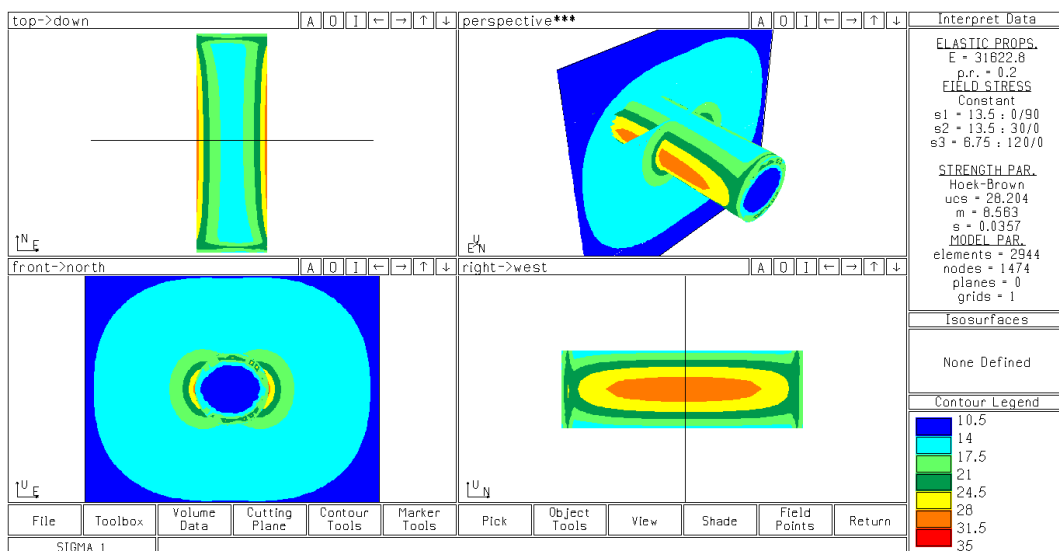 top->down A O I ← → ↑ ↓
perspective*** A O I ← → ↑ ↓
N E
U E N
front->north A O I ← → ↑ ↓
right->west A O I ← → ↑ ↓
U E
U N
Interpret Data
ELASTIC PROPS.
E = 31622.8
p.r. = 0.2
FIELD STRESS
Constant
s1 = 13.5 : 0/90
s2 = 13.5 : 30/0
s3 = 6.75 : 120/0
STRENGTH PAR.
Hoek-Brown
ucs = 28.204
m = 8.563
s = 0.0357
MODEL PAR.
elements = 2944
nodes = 1474
planes = 0
grids = 1
Isosurfaces
None Defined
Contour Legend
10.5
14
17.5
21
24.5
28
31.5
35
File
Toolbox
Volume
Data
Cutting
Plane
Contour
Tools
Marker
Tools
Pick
Object
Tools
View
Shade
Field
Points
Return
SIGMA 1